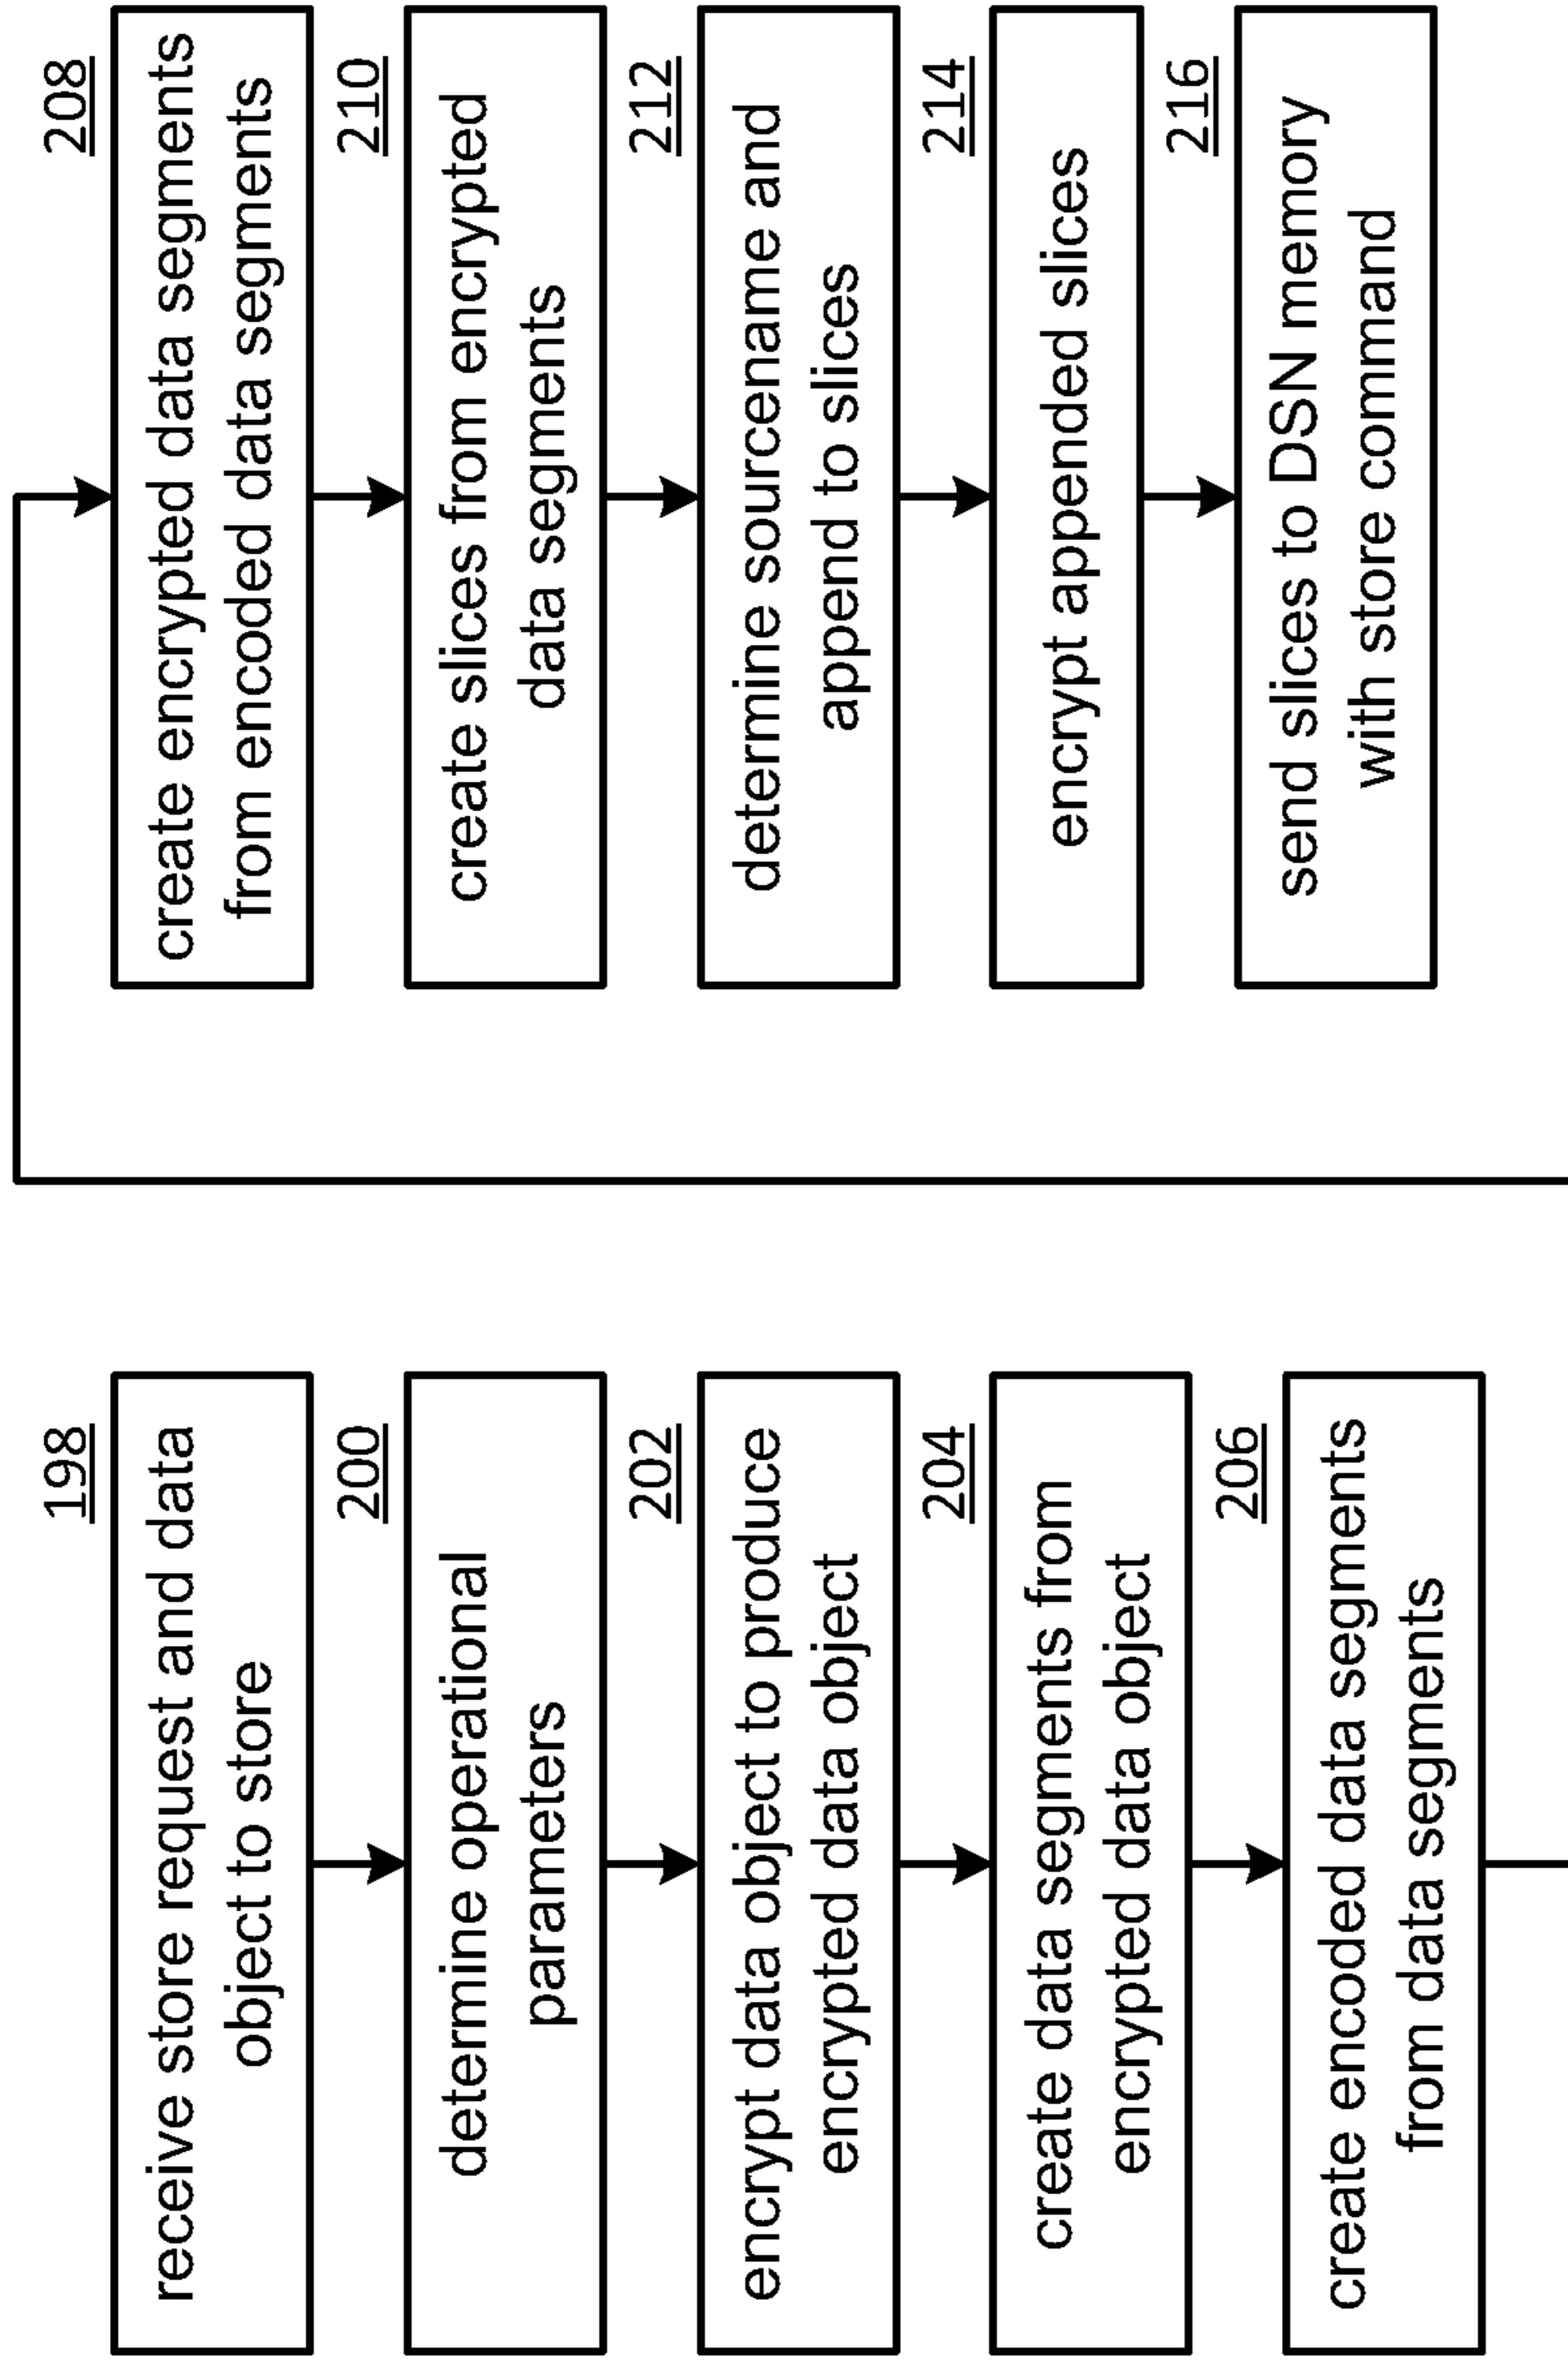 198
receive store request and data
object to store
200
determine operational
parameters
202
encrypt data object to produce
encrypted data object
204
create data segments from
encrypted data object
206
create encoded data segments
from data segments
208
create encrypted data segments
from encoded data segments
210
create slices from encrypted
data segments
212
determine sourcename and
append to slices
214
encrypt appended slices
216
send slices to DSN memory
with store command